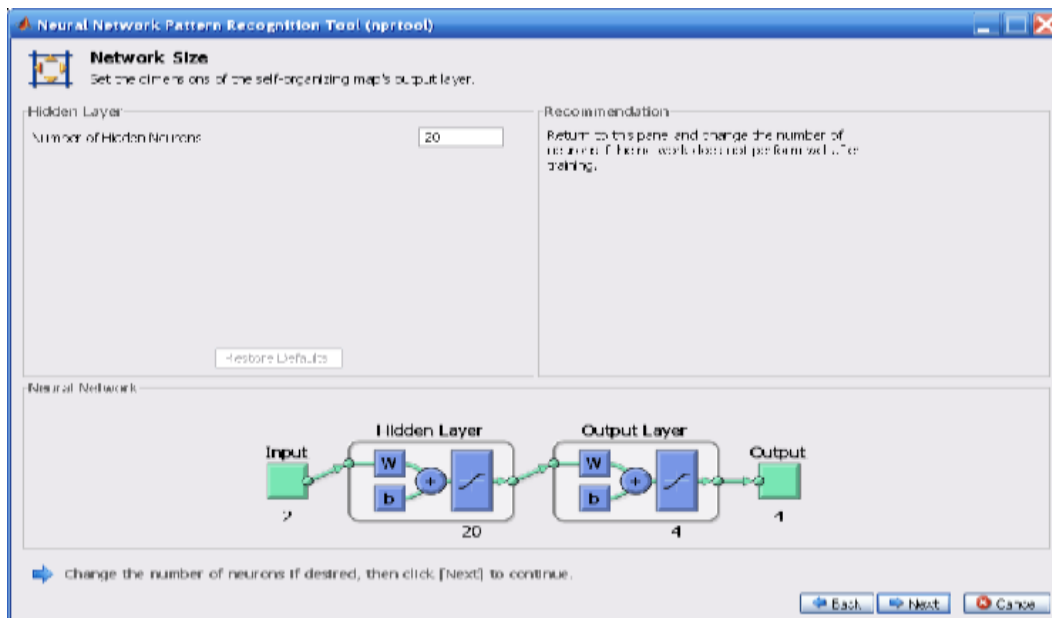 Neural Network Pattern Recognition Tool (nprtool)
Network Size
Set the dimensions of the self-organizing map's output layer.
Hidden Layer
Number of Hidden Neurons
20
Restore Defaults
Recommendation
Return to this panel and change the number of
neurons if the network does not perform well after
training.
Neural Network
Hidden Layer
Output Layer
Input
Output
W
b
+
W
b
+
2
20
4
4
Change the number of neurons if desired, then click [Next] to continue.
Back
Next
Cancel